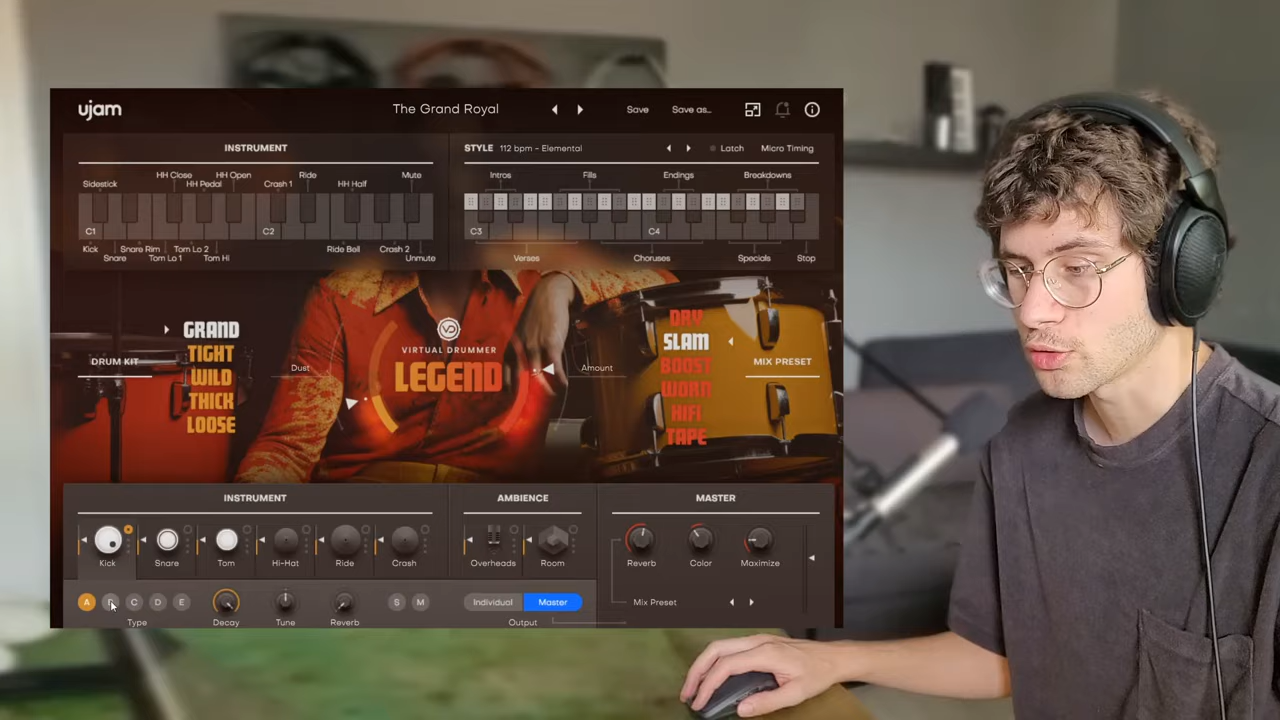 ujam
The Grand Royal
Save
Save as...
INSTRUMENT
STYLE 112 bpm - Elemental
Latch
Micro Timing
HH Close
HH Open
Ride
Mute
Sidestick
HH Pedal
Crash 1
HH Half
C1
C2
Kick
Snare Rim
Tom Lo 2
Ride Bell
Crash 2
Snare
Tom Lo 1
Tom Hi
Unmute
Intros
Fills
Endings
Breakdowns
C3
C4
Verses
Choruses
Specials
Stop
DRUM KIT
GRAND
TIGHT
WILD
THICK
LOOSE
Dust
VD
VIRTUAL DRUMMER
LEGEND
Amount
DRY
SLAM
BOOST
WORN
HIFI
TAPE
MIX PRESET
INSTRUMENT
AMBIENCE
MASTER
Kick
Snare
Tom
Hi-Hat
Ride
Crash
Overheads
Room
Reverb
Color
Maximize
A
C
D
E
S
M
Individual
Master
Mix Preset
Type
Decay
Tune
Reverb
Output